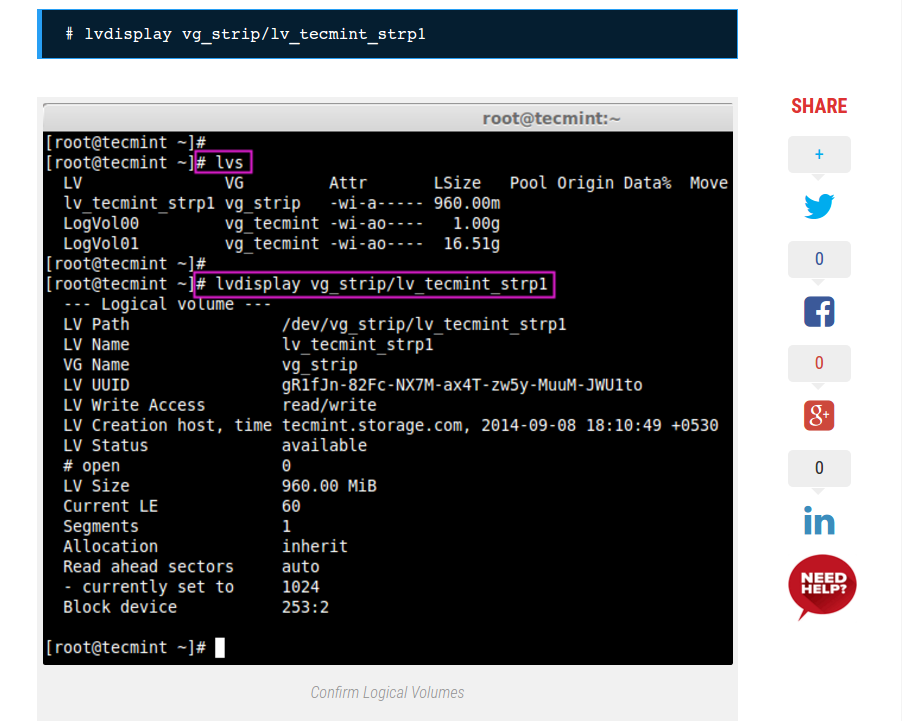 # lvdisplay vg_strip/lv_tecmint_strp1
SHARE
root@tecmint:~
[root@tecmint ~]#
[root@tecmint ~]# lvs
  LV             VG         Attr       LSize   Pool Origin Data%  Move
  lv_tecmint_strp1 vg_strip   -wi-a----- 960.00m
  LogVol00         vg_tecmint -wi-ao----   1.00g
  LogVol01         vg_tecmint -wi-ao----  16.51g
[root@tecmint ~]#
[root@tecmint ~]# lvdisplay vg_strip/lv_tecmint_strp1
  --- Logical volume ---
  LV Path                /dev/vg_strip/lv_tecmint_strp1
  LV Name                lv_tecmint_strp1
  VG Name                vg_strip
  LV UUID                gR1fJn-82Fc-NX7M-ax4T-zw5y-MuuM-JWU1to
  LV Write Access        read/write
  LV Creation host, time tecmint.storage.com, 2014-09-08 18:10:49 +0530
  LV Status              available
  # open                 0
  LV Size                960.00 MiB
  Current LE             60
  Segments               1
  Allocation             inherit
  Read ahead sectors     auto
  - currently set to     1024
  Block device           253:2
[root@tecmint ~]#
Confirm Logical Volumes
+
0
0
g+
0
in
NEED
HELP?